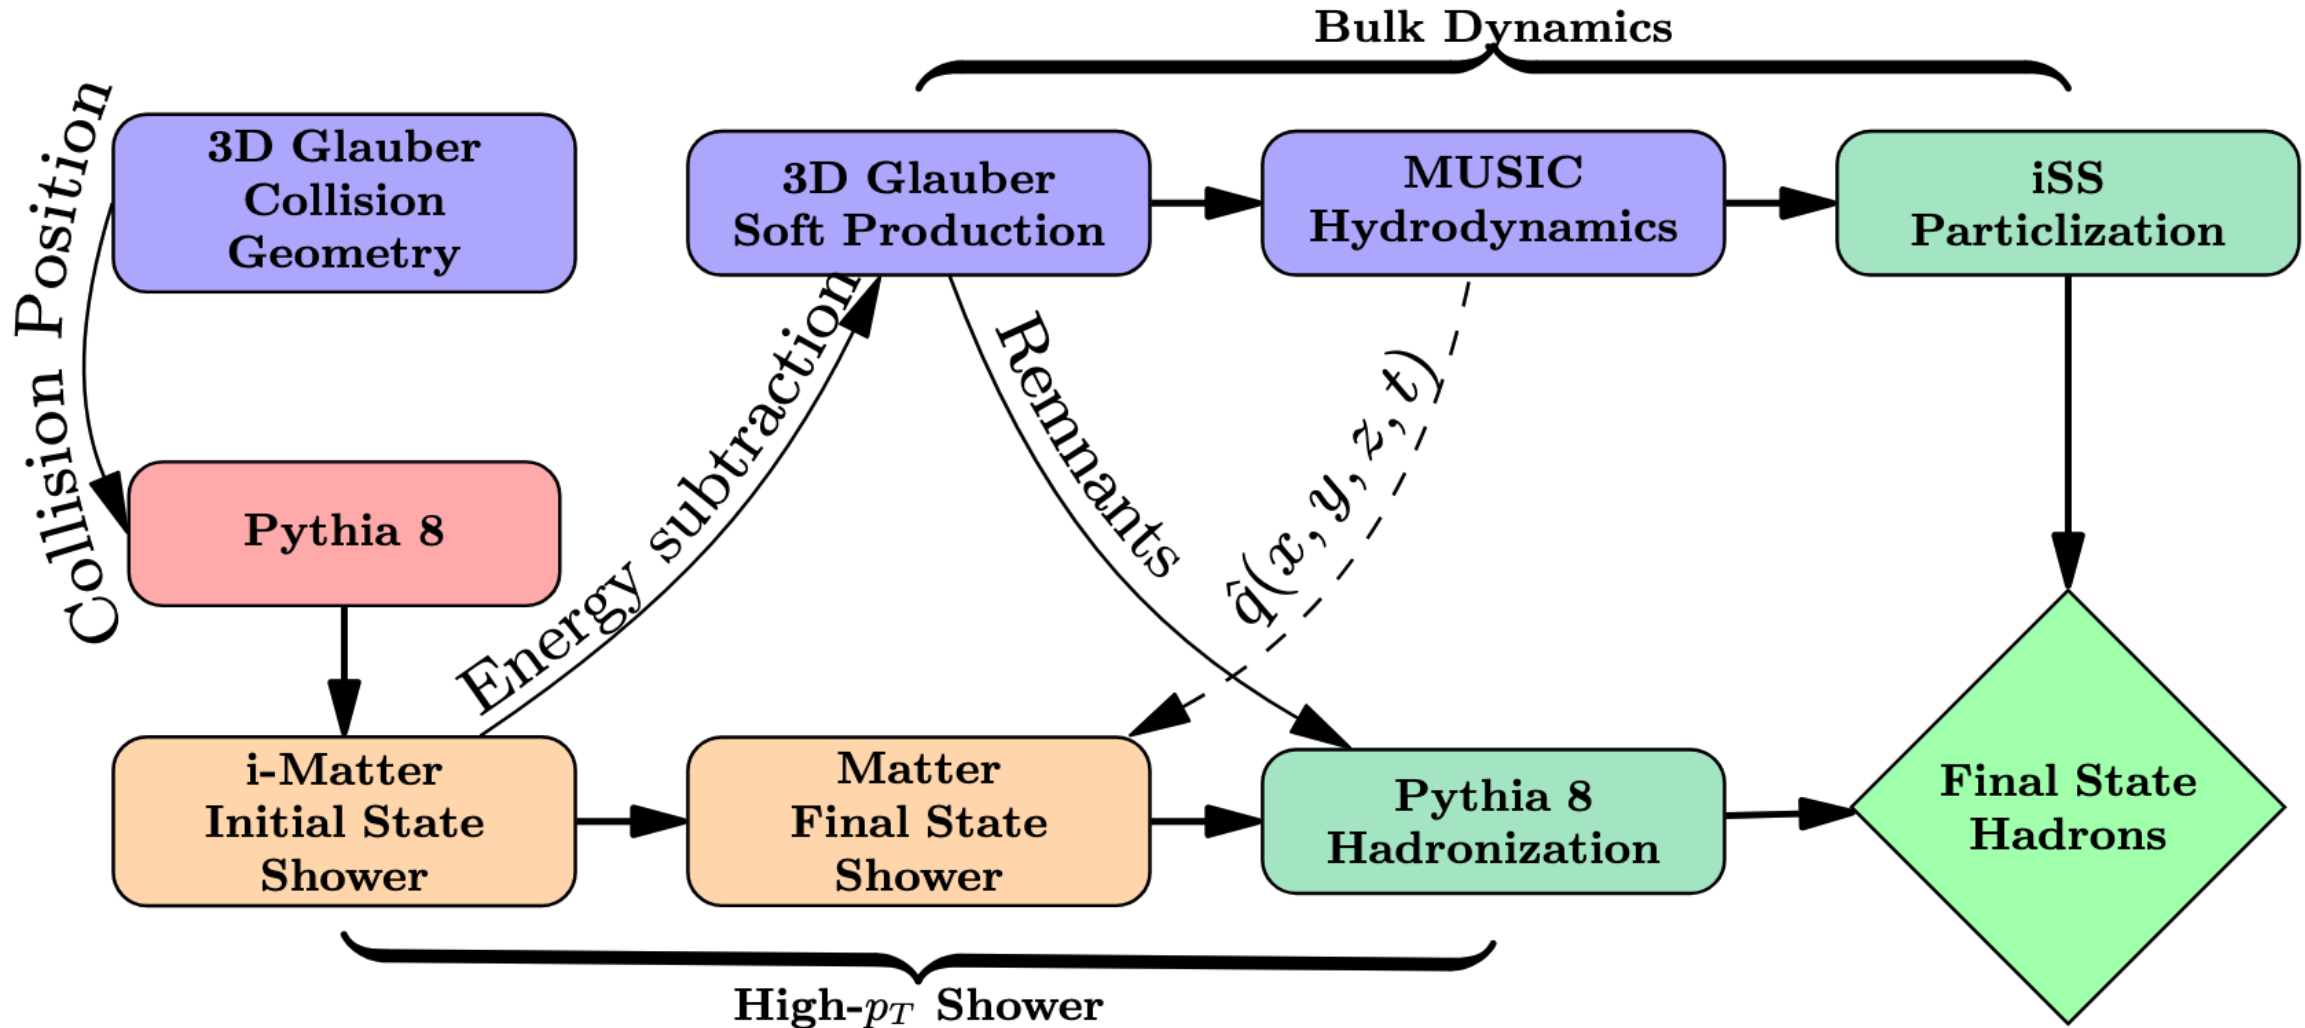 Bulk Dynamics
3D Glauber
Collision
Geometry
3D Glauber
Soft Production
MUSIC
Hydrodynamics
iSS
Particlization
Collision Position
Energy subtraction
Remnants
q̂(x, y, z, t)
Pythia 8
i-Matter
Initial State
Shower
Matter
Final State
Shower
Pythia 8
Hadronization
Final State
Hadrons
High-p_T Shower